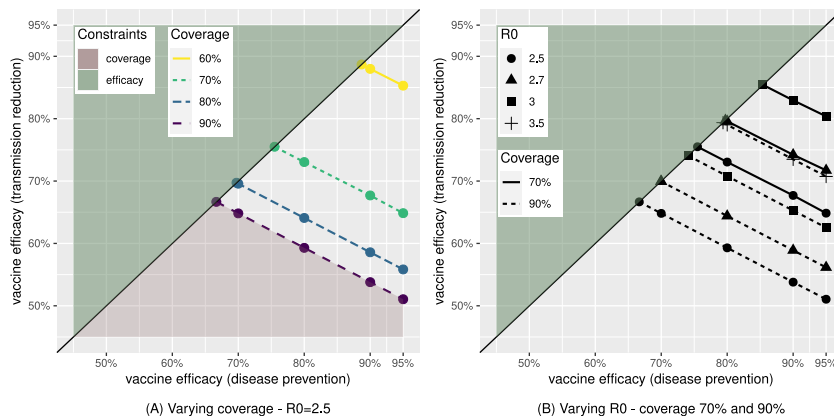 95%
90%
80%
70%
60%
50%
vaccine efficacy (transmission reduction)
Constraints
coverage
efficacy
Coverage
60%
70%
80%
90%
50%
60%
70%
80%
90%
95%
vaccine efficacy (disease prevention)
(A) Varying coverage - R0=2.5
95%
90%
80%
70%
60%
50%
vaccine efficacy (transmission reduction)
R0
2.5
2.7
3
3.5
Coverage
70%
90%
50%
60%
70%
80%
90%
95%
vaccine efficacy (disease prevention)
(B) Varying R0 - coverage 70% and 90%